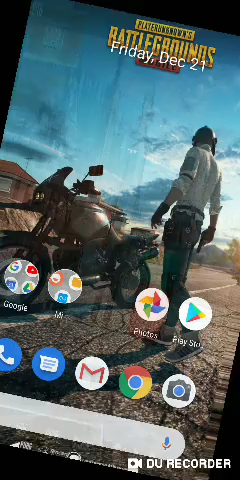 PLAYERUNKNOWN'S
BATTLEGROUNDS
Friday, Dec 21
Google
Mi
Photos
Play Sto
DU RECORDER